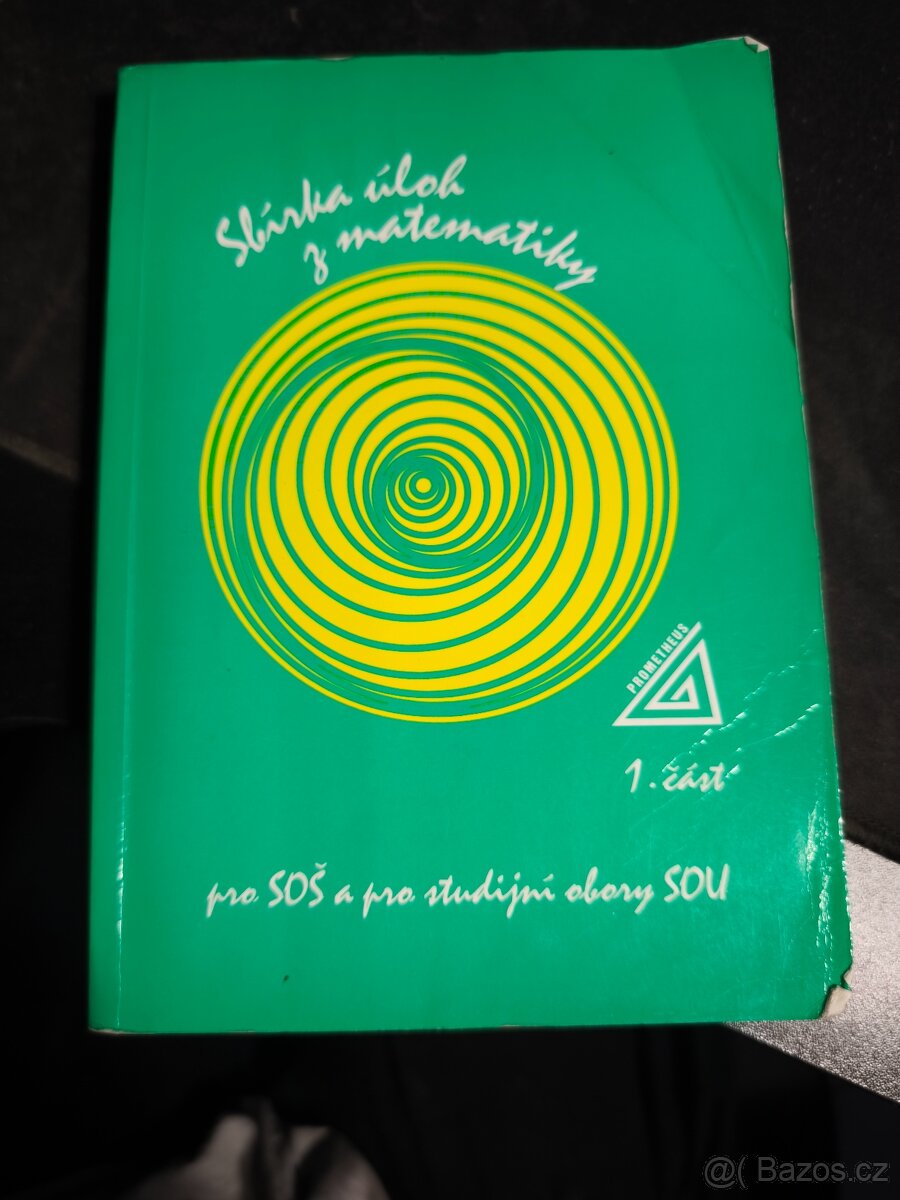 Sbírka úloh
z matematiky
PROMETHEUS
1. část
pro SOŠ a pro studijní obory SOU
@( Bazos.cz